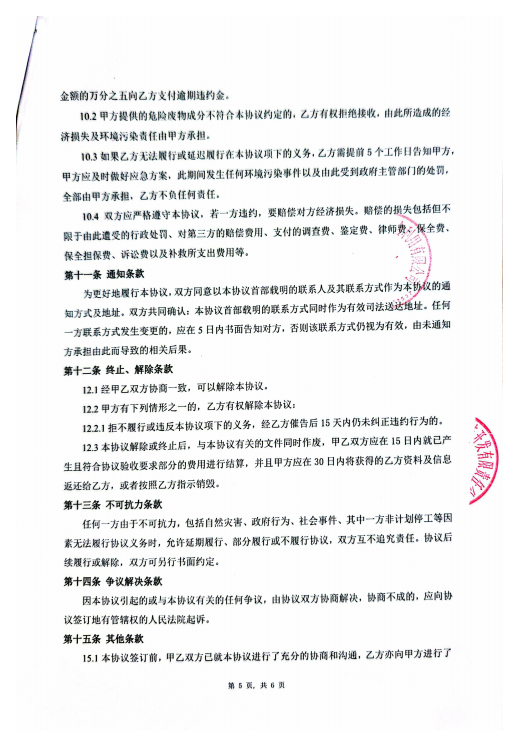 金额的万分之五向乙方支付逾期违约金。
10.2 甲方提供的危险废物成分不符合本协议约定的，乙方有权拒绝接收，由此所造成的经
济损失及环境污染责任由甲方承担。
10.3 如果乙方无法履行或延迟履行在本协议项下的义务，乙方需提前 5 个工作日告知甲方，
甲方应及时做好应急方案，此期间发生任何环境污染事件以及由此受到政府主管部门的处罚，
全部由甲方承担，乙方不负任何责任。
10.4 双方应严格遵守本协议，若一方违约，要赔偿对方经济损失。赔偿的损失包括但不
限于由此遭受的行政处罚、对第三方的赔偿费用、支付的调查费、鉴定费、律师费、保全费、
保全担保费、诉讼费以及补救所支出费用等。
第十一条 通知条款
为更好地履行本协议，双方同意以本协议首部载明的联系人及其联系方式作为本协议的通
知方式及地址。双方共同确认：本协议首部载明的联系方式同时作为有效司法送达地址。任何
一方联系方式发生变更的，应在 5 日内书面告知对方，否则该联系方式仍视为有效，由未通知
方承担由此而导致的相关后果。
第十二条 终止、解除条款
12.1 经甲乙双方协商一致，可以解除本协议。
12.2 甲方有下列情形之一的，乙方有权解除本协议：
12.2.1 拒不履行或违反本协议项下的义务，经乙方催告后 15 天内仍未纠正违约行为的。
12.3 本协议解除或终止后，与本协议有关的文件同时作废，甲乙双方应在 15 日内就已产
生且符合协议验收要求部分的费用进行结算，并且甲方应在 30 日内将获得的乙方资料及信息
返还给乙方，或者按照乙方指示销毁。
第十三条 不可抗力条款
任何一方由于不可抗力，包括自然灾害、政府行为、社会事件、其中一方非计划停工等因
素无法履行协议义务时，允许延期履行、部分履行或不履行协议，双方互不追究责任。协议后
续履行或解除，双方可另行书面约定。
第十四条 争议解决条款
因本协议引起的或与本协议有关的任何争议，由协议双方协商解决，协商不成的，应向协
议签订地有管辖权的人民法院起诉。
第十五条 其他条款
15.1 本协议签订前，甲乙双方已就本协议进行了充分的协商和沟通，乙方亦向甲方进行了
第 5 页，共 6 页